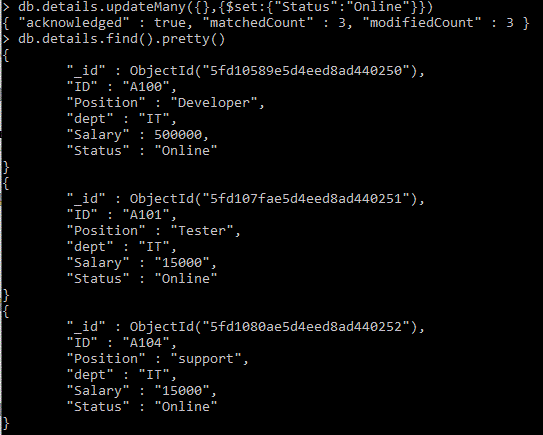 > db.details.updateMany({},{$set:{"Status":"Online"}})
{ "acknowledged" : true, "matchedCount" : 3, "modifiedCount" : 3 }
> db.details.find().pretty()
{
"_id" : ObjectId("5fd10589e5d4eed8ad440250"),
"ID" : "A100",
"Position" : "Developer",
"dept" : "IT",
"Salary" : 500000,
"Status" : "Online"
}
{
"_id" : ObjectId("5fd107fae5d4eed8ad440251"),
"ID" : "A101",
"Position" : "Tester",
"dept" : "IT",
"Salary" : "15000",
"Status" : "Online"
}
{
"_id" : ObjectId("5fd1080ae5d4eed8ad440252"),
"ID" : "A104",
"Position" : "support",
"dept" : "IT",
"Salary" : "15000",
"Status" : "Online"
}